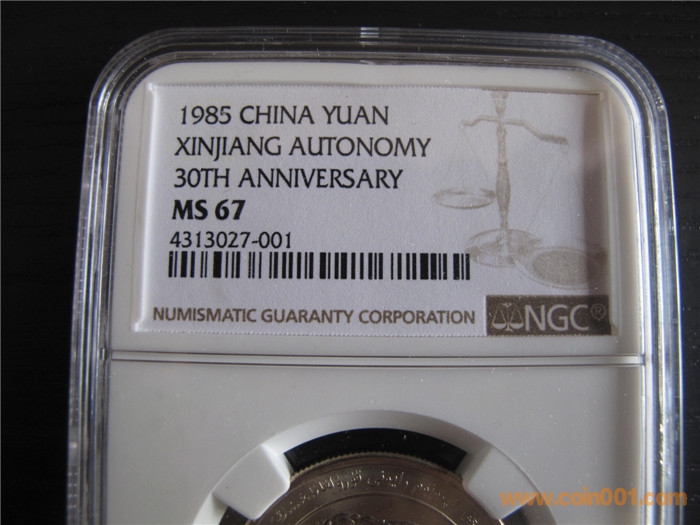 1985 CHINA YUAN
XINJIANG AUTONOMY
30TH ANNIVERSARY
MS 67
4313027-001
NUMISMATIC GUARANTY CORPORATION
NGC®
www.coin001.com